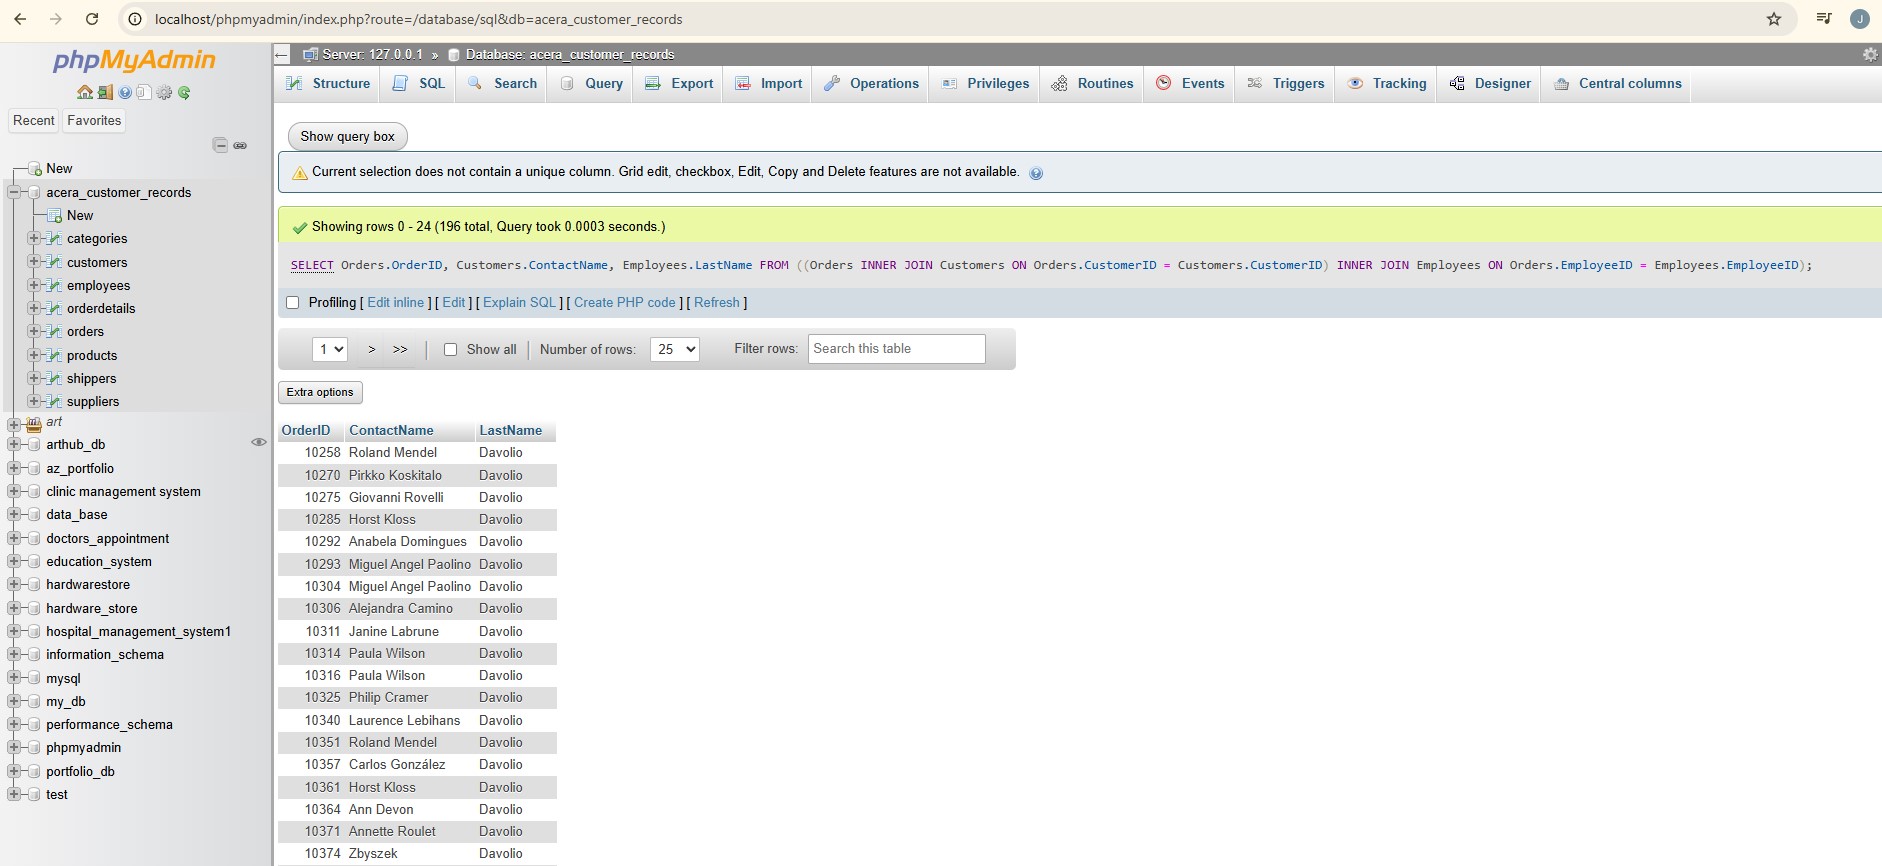 localhost/phpmyadmin/index.php?route=/database/sql&db=acera_customer_records
J
phpMyAdmin
Recent Favorites
New
acera_customer_records
New
categories
customers
employees
orderdetails
orders
products
shippers
suppliers
art
arthub_db
az_portfolio
clinic management system
data_base
doctors_appointment
education_system
hardwarestore
hardware_store
hospital_management_system1
information_schema
mysql
my_db
performance_schema
phpmyadmin
portfolio_db
test
Server: 127.0.0.1 » Database: acera_customer_records
Structure SQL Search Query Export Import Operations Privileges Routines Events Triggers Tracking Designer Central columns
Show query box
Current selection does not contain a unique column. Grid edit, checkbox, Edit, Copy and Delete features are not available.
Showing rows 0 - 24 (196 total, Query took 0.0003 seconds.)
SELECT Orders.OrderID, Customers.ContactName, Employees.LastName FROM ((Orders INNER JOIN Customers ON Orders.CustomerID = Customers.CustomerID) INNER JOIN Employees ON Orders.EmployeeID = Employees.EmployeeID);
Profiling [ Edit inline ] [ Edit ] [ Explain SQL ] [ Create PHP code ] [ Refresh ]
1 > >> | Show all | Number of rows: 25 Filter rows: Search this table
Extra options
OrderID ContactName LastName
10258 Roland Mendel Davolio
10270 Pirkko Koskitalo Davolio
10275 Giovanni Rovelli Davolio
10285 Horst Kloss Davolio
10292 Anabela Domingues Davolio
10293 Miguel Angel Paolino Davolio
10304 Miguel Angel Paolino Davolio
10306 Alejandra Camino Davolio
10311 Janine Labrune Davolio
10314 Paula Wilson Davolio
10316 Paula Wilson Davolio
10325 Philip Cramer Davolio
10340 Laurence Lebihans Davolio
10351 Roland Mendel Davolio
10357 Carlos González Davolio
10361 Horst Kloss Davolio
10364 Ann Devon Davolio
10371 Annette Roulet Davolio
10374 Zbyszek Davolio